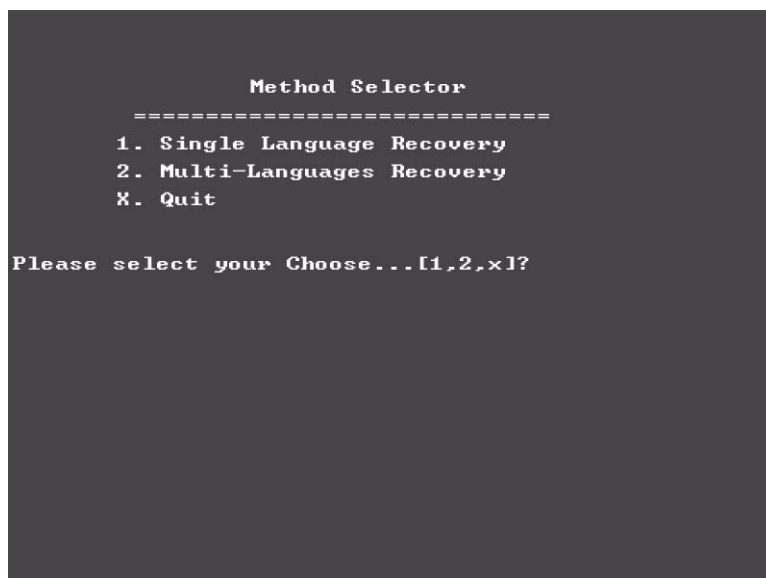 Method Selector
==============================
1. Single Language Recovery
2. Multi-Languages Recovery
X. Quit
Please select your Choose...[1,2,x]?